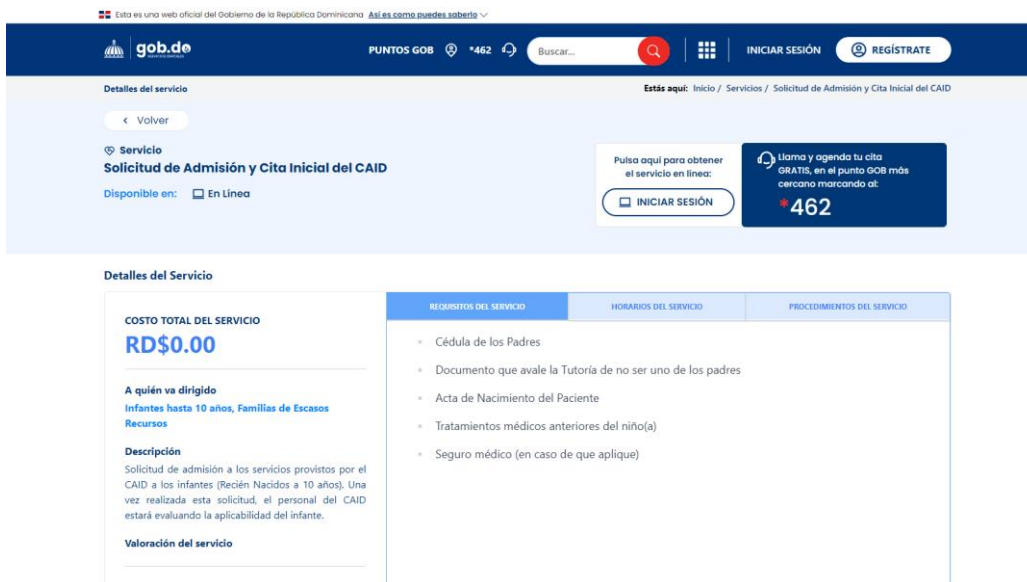 Esta es una web oficial del Gobierno de la República Dominicana Así es como puedes saberlo
gob.do
PUNTOS GOB *462 Buscar... INICIAR SESIÓN REGÍSTRATE
Detalles del servicio
Estás aquí: Inicio / Servicios / Solicitud de Admisión y Cita Inicial del CAID
< Volver
Servicio
Solicitud de Admisión y Cita Inicial del CAID
Disponible en: En Línea
Pulsa aquí para obtener
el servicio en línea:
INICIAR SESIÓN
Llama y agenda tu cita
GRATIS, en el punto GOB más
cercano marcando al:
*462
Detalles del Servicio
COSTO TOTAL DEL SERVICIO
RD$0.00
A quién va dirigido
Infantes hasta 10 años, Familias de Escasos
Recursos
Descripción
Solicitud de admisión a los servicios provistos por el
CAID a los infantes (Recién Nacidos a 10 años). Una
vez realizada esta solicitud, el personal del CAID
estará evaluando la aplicabilidad del infante.
Valoración del servicio
REQUISITOS DEL SERVICIO HORARIOS DEL SERVICIO PROCEDIMIENTOS DEL SERVICIO
Cédula de los Padres
Documento que avale la Tutoría de no ser uno de los padres
Acta de Nacimiento del Paciente
Tratamientos médicos anteriores del niño(a)
Seguro médico (en caso de que aplique)